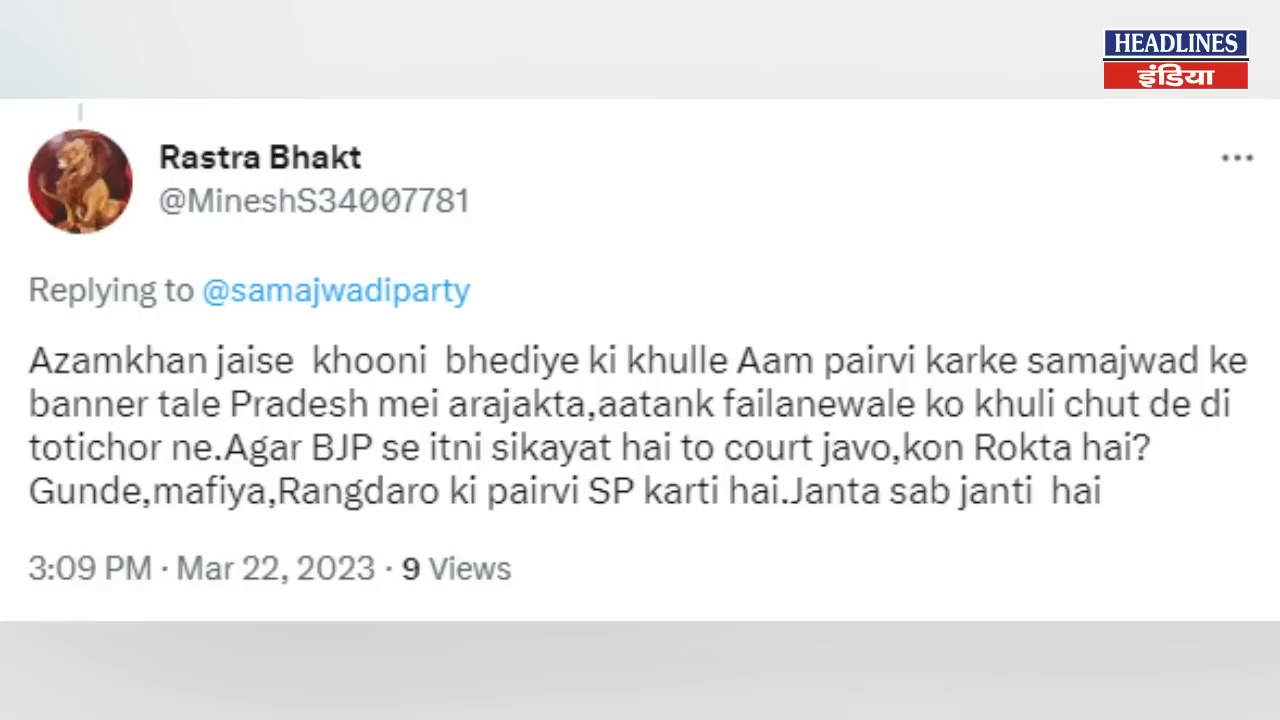 HEADLINES
इंडिया
Rastra Bhakt
@MineshS34007781
Replying to @samajwadiparty
Azamkhan jaise  khooni  bhediye ki khulle Aam pairvi karke samajwad ke
banner tale Pradesh mei arajakta,aatank failanewale ko khuli chut de di
totichor ne.Agar BJP se itni sikayat hai to court javo,kon Rokta hai?
Gunde,mafiya,Rangdaro ki pairvi SP karti hai.Janta sab janti  hai
3:09 PM · Mar 22, 2023 · 9 Views